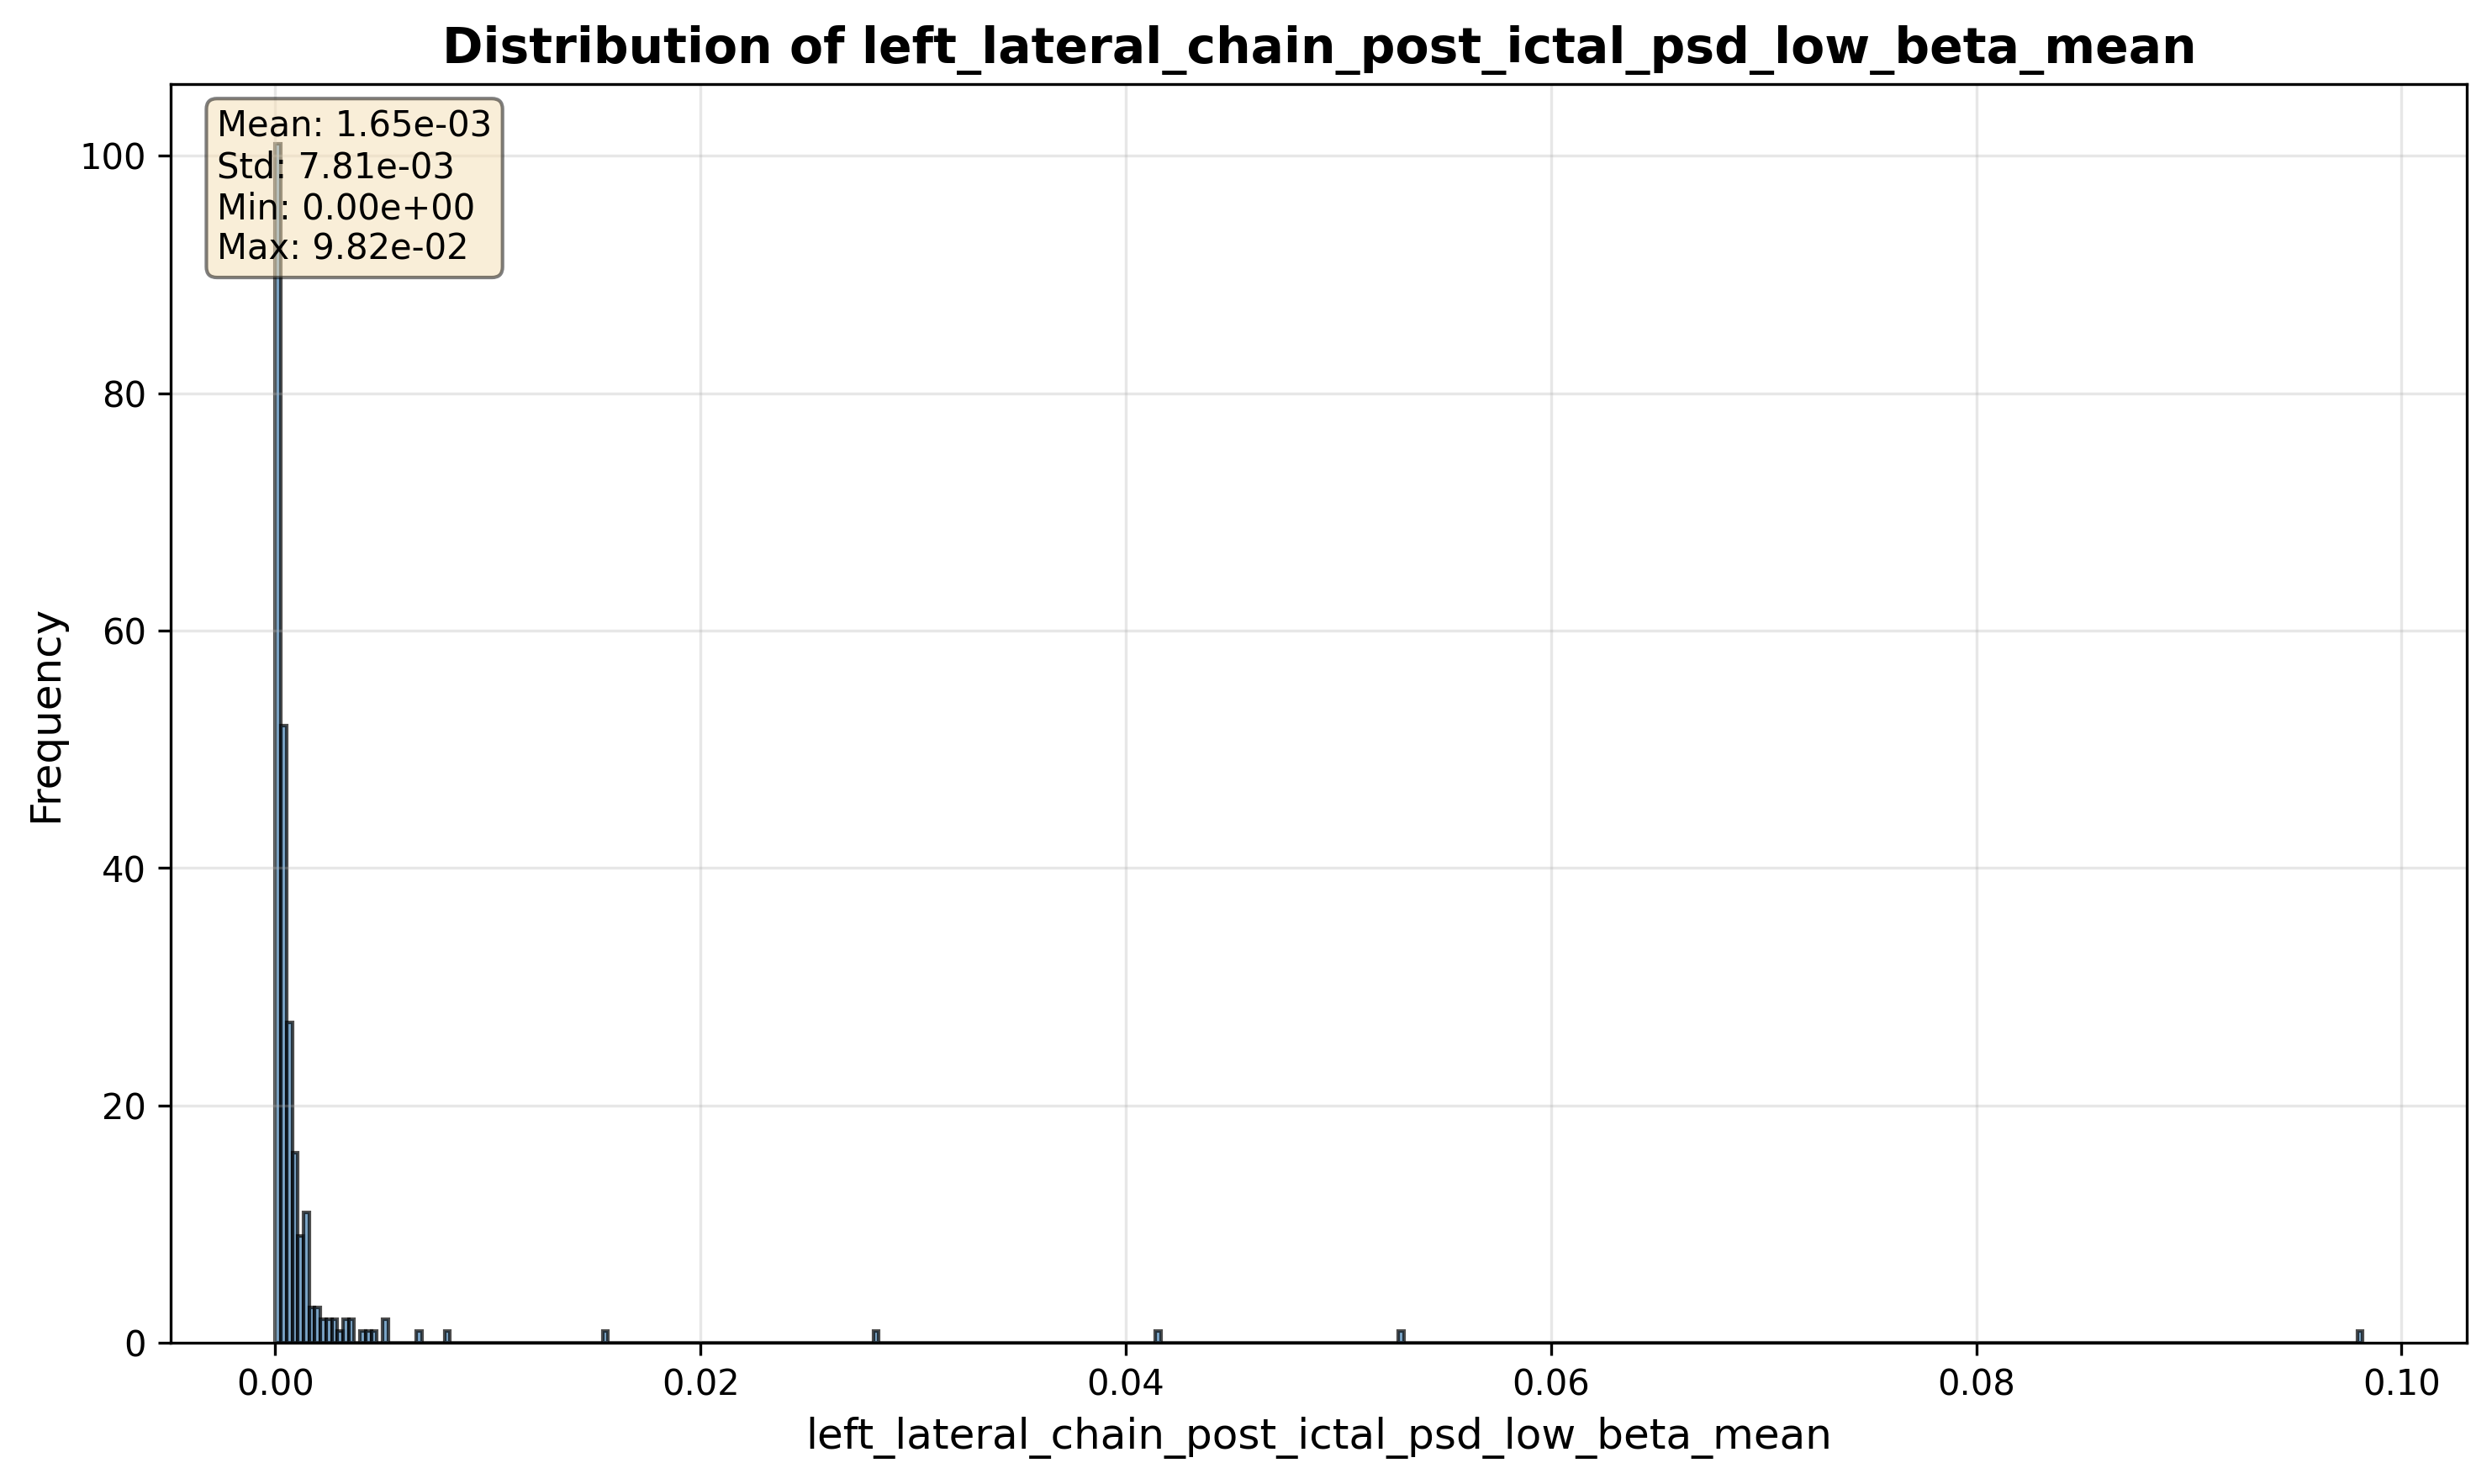 Distribution of left_lateral_chain_post_ictal_psd_low_beta_mean
Mean: 1.65e-03
Std: 7.81e-03
Min: 0.00e+00
Max: 9.82e-02
100
80
60
40
20
0
Frequency
0.00 0.02 0.04 0.06 0.08 0.10
left_lateral_chain_post_ictal_psd_low_beta_mean